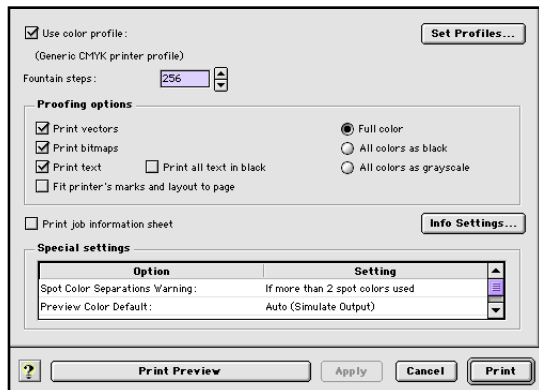 Use color profile: Set Profiles...
(Generic CMYK printer profile)
Fountain steps: 256
Proofing options
Print vectors Full color
Print bitmaps All colors as black
Print text Print all text in black All colors as grayscale
Fit printer's marks and layout to page
Print job information sheet Info Settings...
Special settings
Option Setting
Spot Color Separations Warning: If more than 2 spot colors used
Preview Color Default: Auto (Simulate Output)
? Print Preview Apply Cancel Print